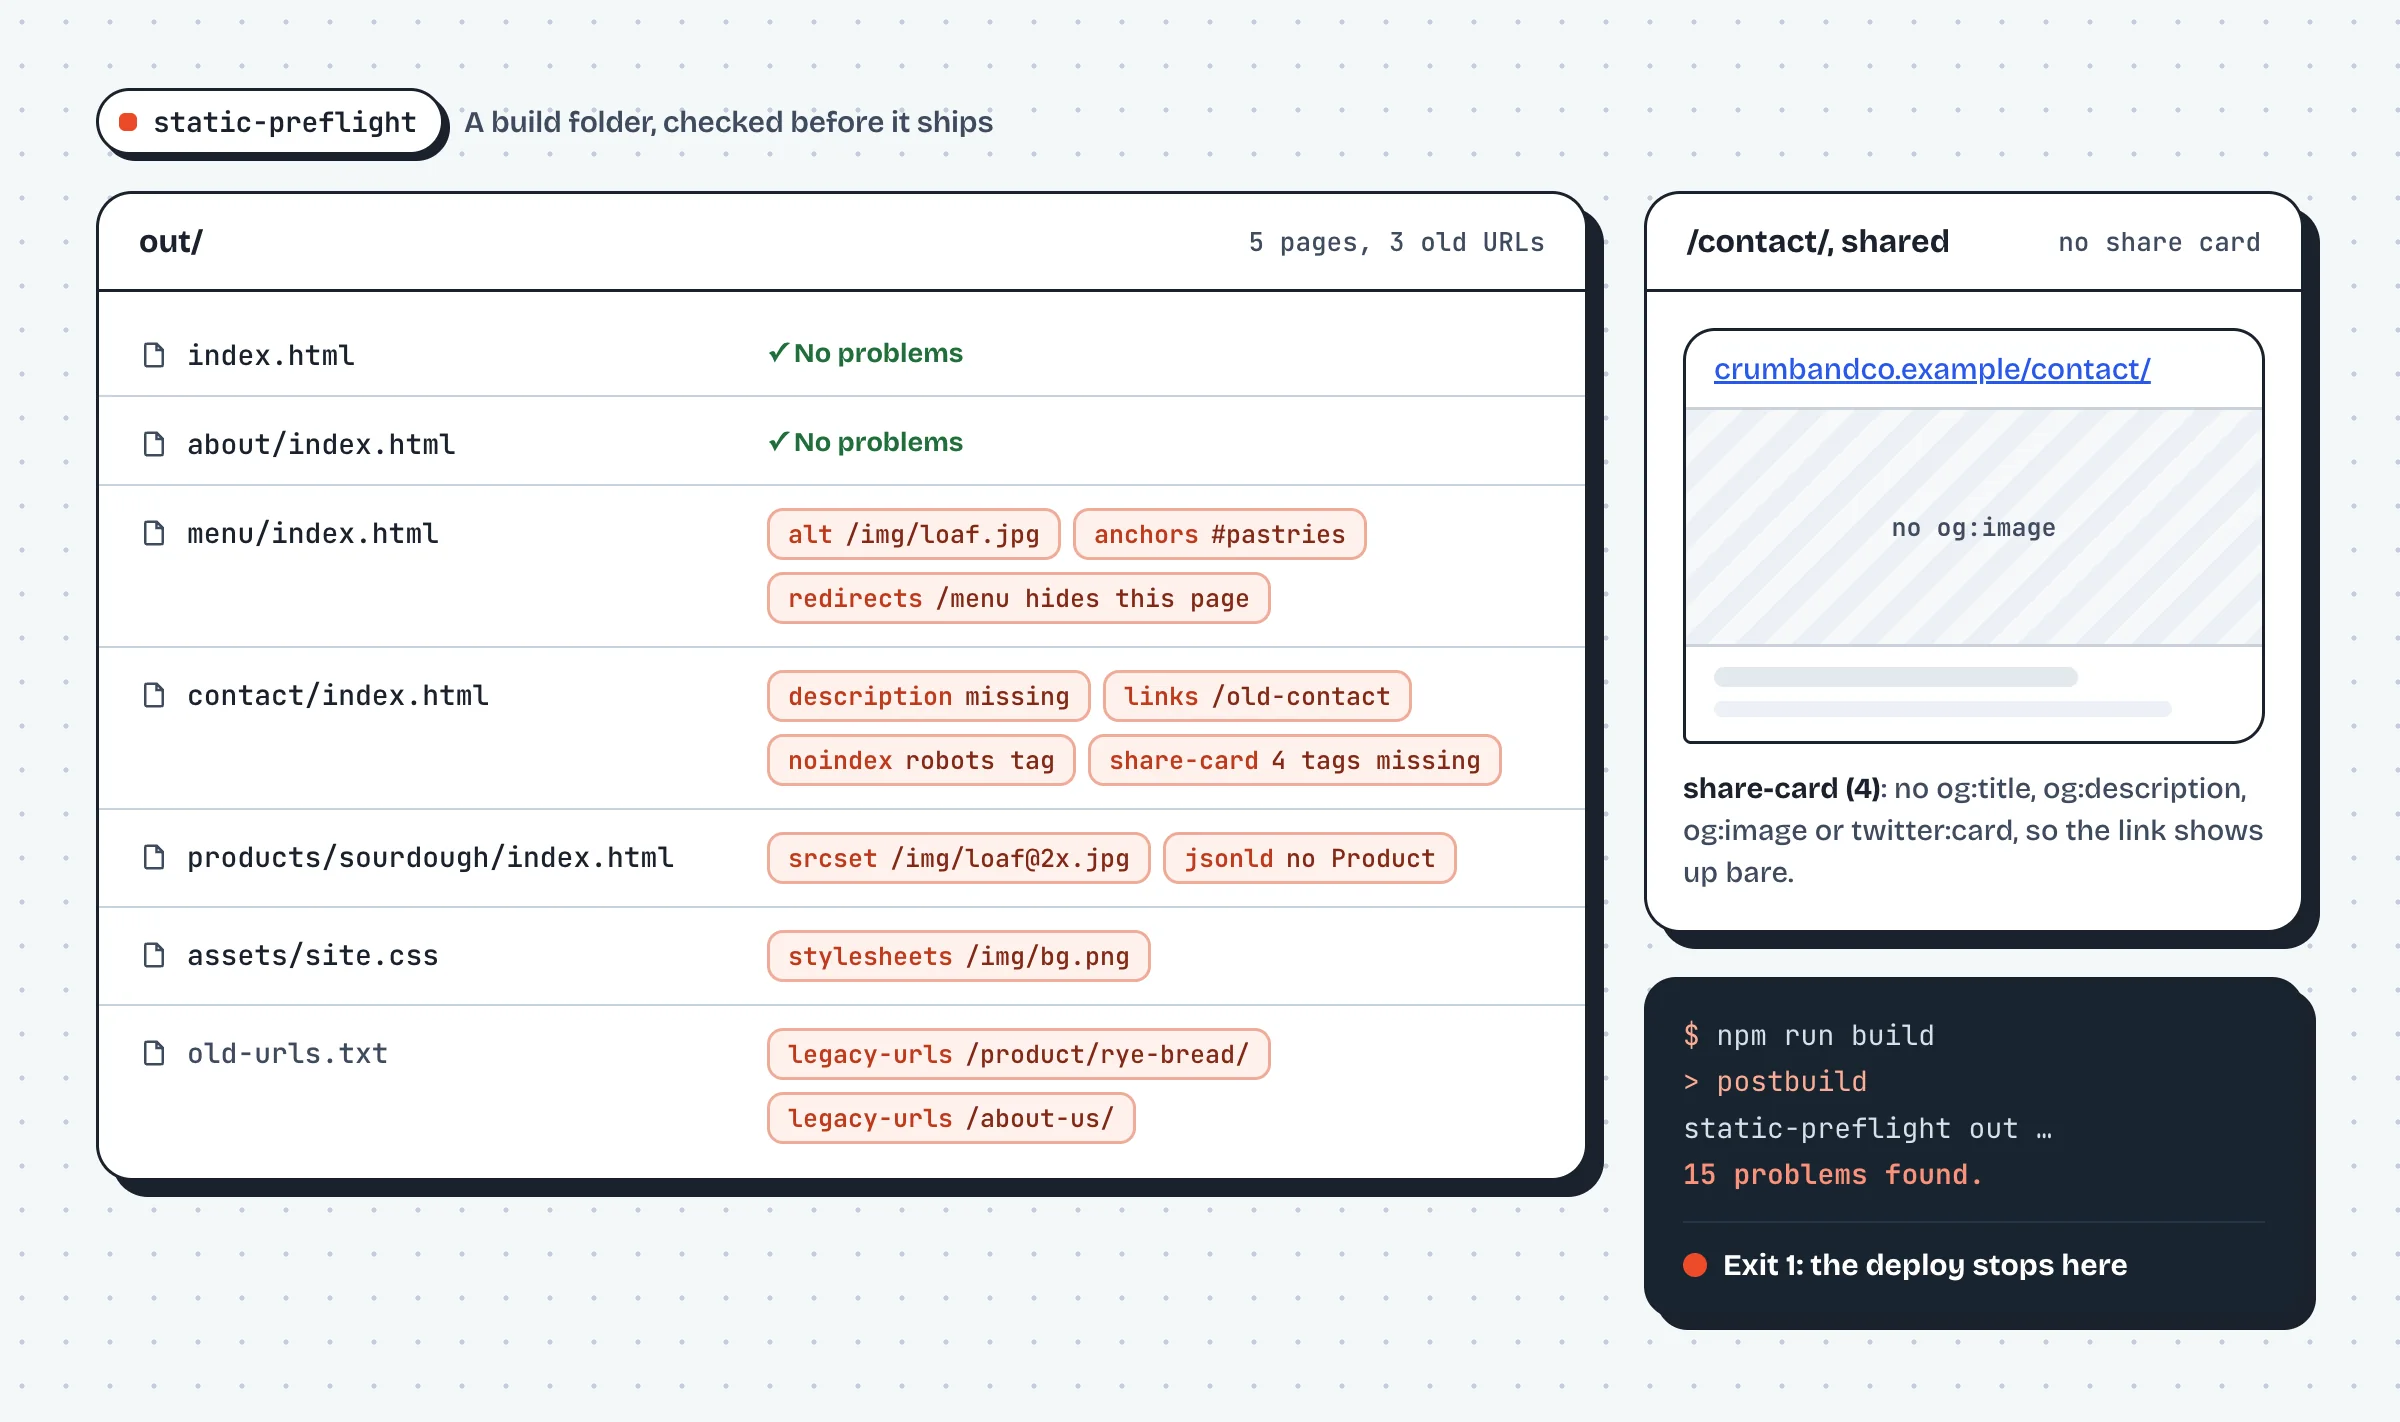 static-preflight A build folder, checked before it ships
out/ 5 pages, 3 old URLs
index.html ✓ No problems
about/index.html ✓ No problems
menu/index.html alt /img/loaf.jpg anchors #pastries
redirects /menu hides this page
contact/index.html description missing links /old-contact
noindex robots tag share-card 4 tags missing
products/sourdough/index.html srcset /img/loaf@2x.jpg jsonld no Product
assets/site.css stylesheets /img/bg.png
old-urls.txt legacy-urls /product/rye-bread/
legacy-urls /about-us/
/contact/, shared no share card
crumbandco.example/contact/
no og:image
share-card (4): no og:title, og:description,
og:image or twitter:card, so the link shows
up bare.
$ npm run build
> postbuild
static-preflight out …
15 problems found.
Exit 1: the deploy stops here